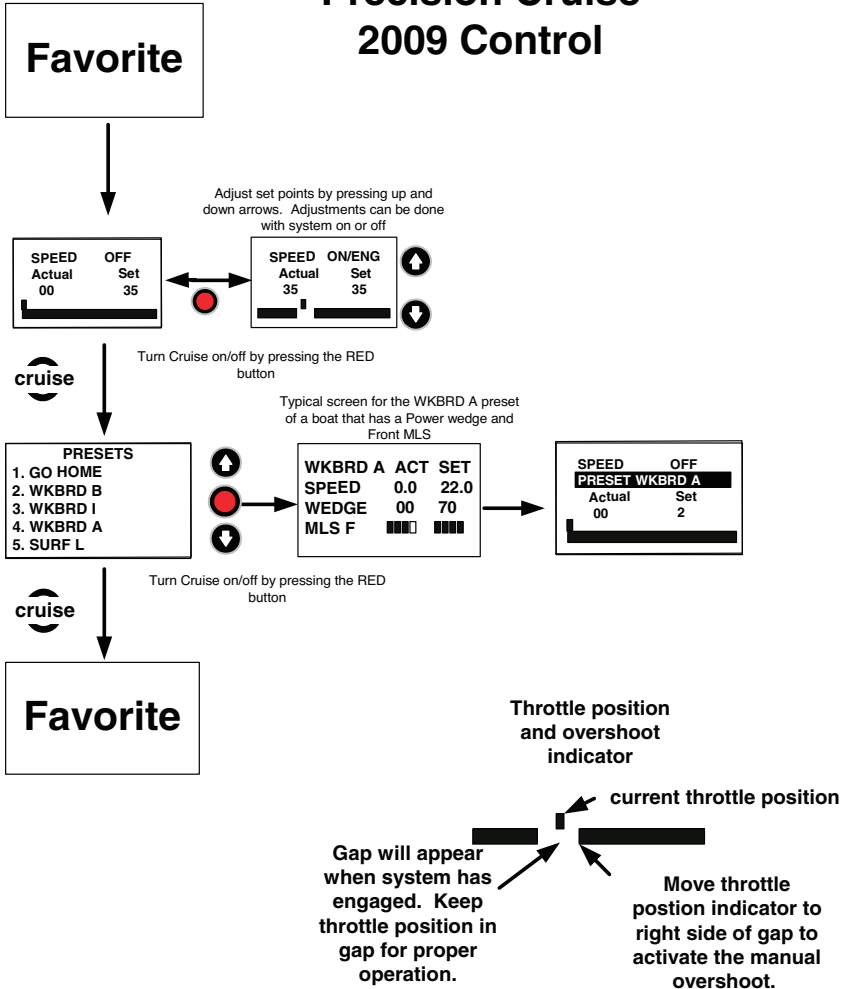 Precision Cruise
2009 Control
Favorite
Adjust set points by pressing up and
down arrows. Adjustments can be done
with system on or off
SPEED OFF
Actual Set
00 35
SPEED ON/ENG
Actual Set
35 35
cruise
Turn Cruise on/off by pressing the RED
button
Typical screen for the WKBRD A preset
of a boat that has a Power wedge and
Front MLS
PRESETS
1. GO HOME
2. WKBRD B
3. WKBRD I
4. WKBRD A
5. SURF L
WKBRD A ACT SET
SPEED 0.0 22.0
WEDGE 00 70
MLS F
SPEED OFF
PRESET WKBRD A
Actual Set
00 2
Turn Cruise on/off by pressing the RED
button
cruise
Favorite
Throttle position
and overshoot
indicator
current throttle position
Gap will appear
when system has
engaged. Keep
throttle position in
gap for proper
operation.
Move throttle
postion indicator to
right side of gap to
activate the manual
overshoot.